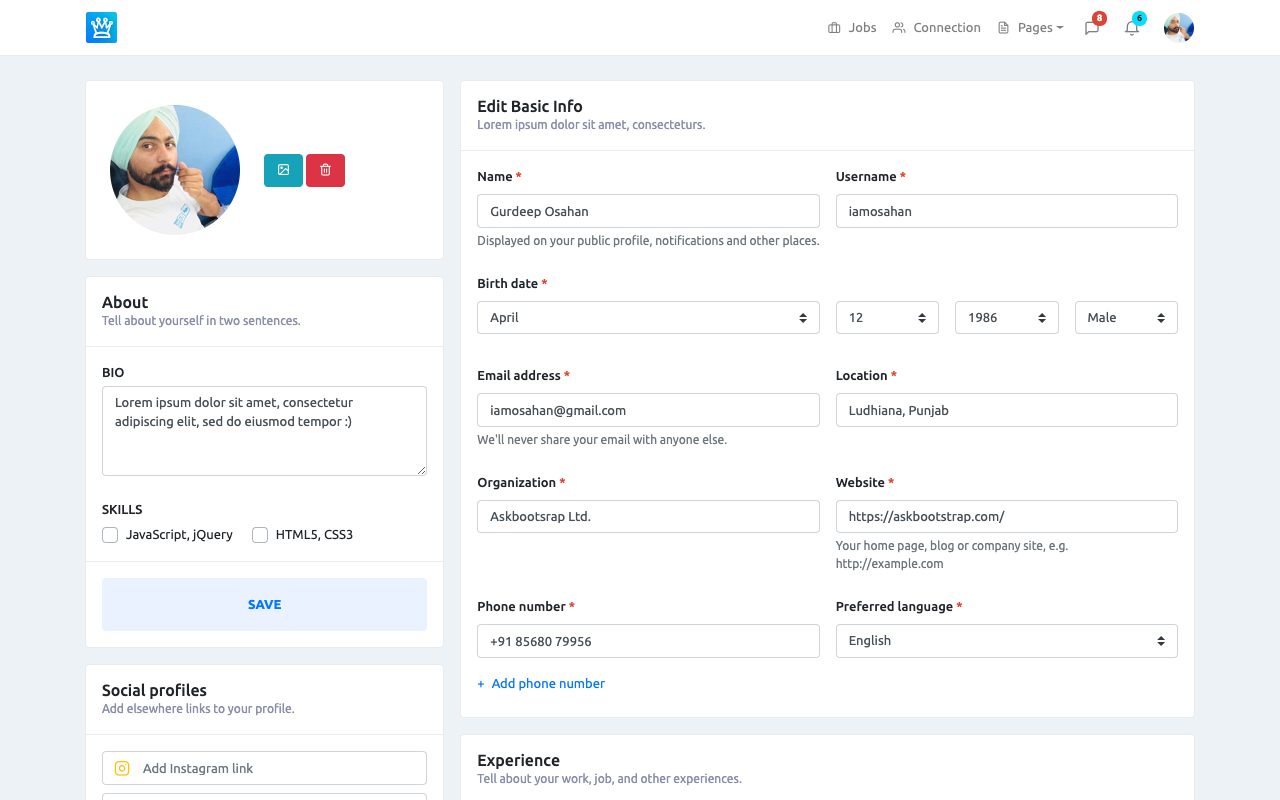 Jobs
Connection
Pages
8
6
About
Tell about yourself in two sentences.
BIO
Lorem ipsum dolor sit amet, consectetur
adipiscing elit, sed do eiusmod tempor :)
SKILLS
JavaScript, jQuery
HTML5, CSS3
SAVE
Social profiles
Add elsewhere links to your profile.
Add Instagram link
Edit Basic Info
Lorem ipsum dolor sit amet, consecteturs.
Name *
Username *
Gurdeep Osahan
iamosahan
Displayed on your public profile, notifications and other places.
Birth date *
April
12
1986
Male
Email address *
Location *
iamosahan@gmail.com
Ludhiana, Punjab
We'll never share your email with anyone else.
Organization *
Website *
Askbootsrap Ltd.
https://askbootstrap.com/
Your home page, blog or company site, e.g.
http://example.com
Phone number *
Preferred language *
+91 85680 79956
English
+ Add phone number
Experience
Tell about your work, job, and other experiences.